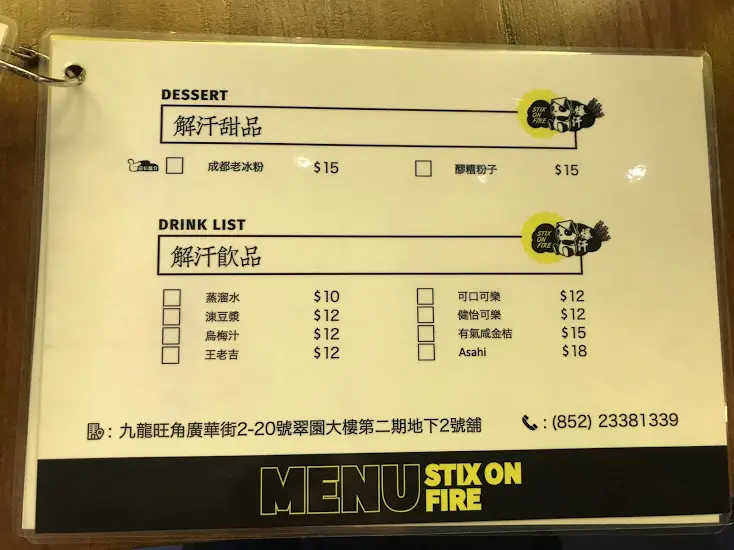 DESSERT
解汗甜品
STIX ON FIRE 爆汗
成都老冰粉 $15 醪糟粉子 $15
DRINK LIST
解汗飲品
STIX ON FIRE 爆汗
蒸溜水 $10 可口可樂 $12
涷豆漿 $12 健怡可樂 $12
烏梅汁 $12 有氣咸金桔 $15
王老吉 $12 Asahi $18
: 九龍旺角廣華街2-20號翠園大樓第二期地下2號舖 : (852) 23381339
MENU STIX ON FIRE